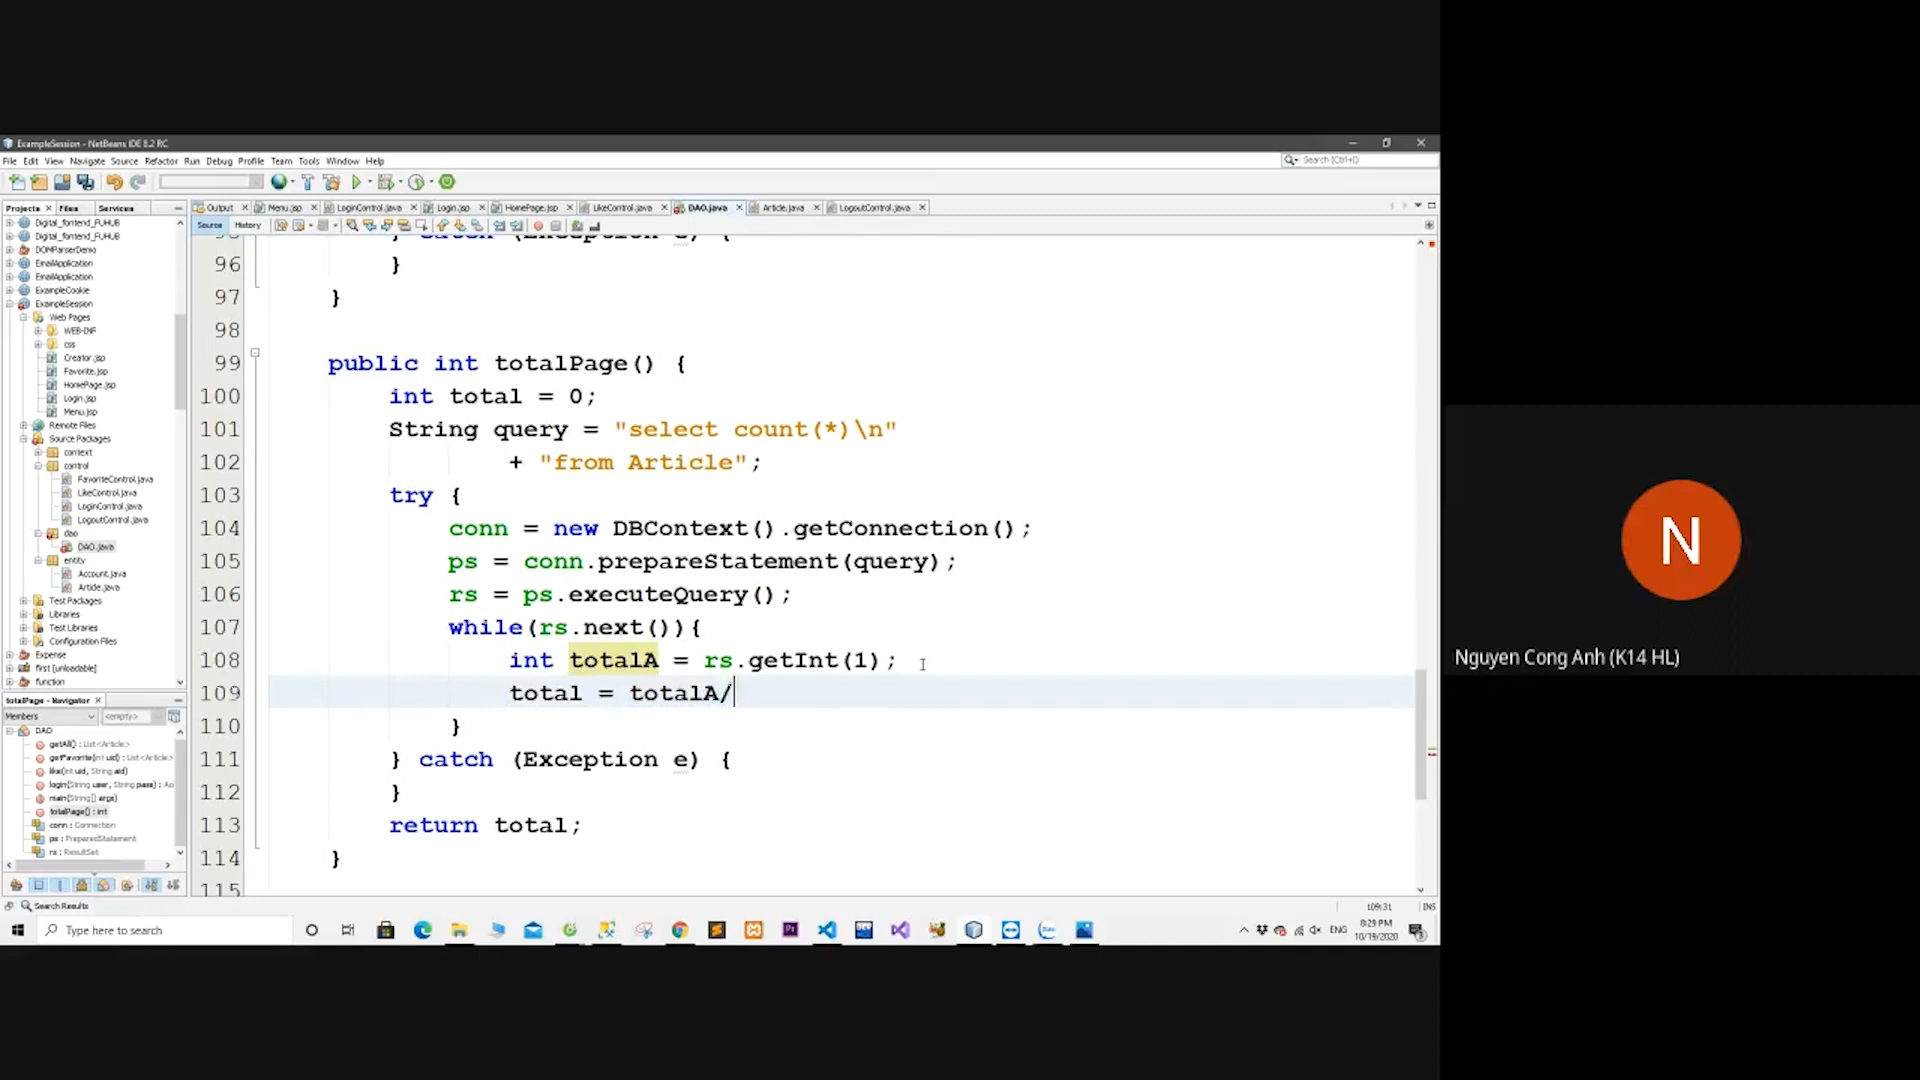 ExampleSession - NetBeans IDE 8.2 RC
File Edit View Navigate Source Refactor Run Debug Profile Team Tools Window Help
Search (Ctrl+I)
Projects Files Services
Output Menu.jsp LoginControl.java Login.jsp HomePage.jsp LikeControl.java DAO.java Article.java LogoutControl.java
Source History
Digital_fontend_FUHUB
Digital_fontend_FUHUB
DOMParserDemo
EmailApplication
EmailApplication
ExampleCookie
ExampleSession
Web Pages
WEB-INF
css
Creator.jsp
Favorite.jsp
HomePage.jsp
Login.jsp
Menu.jsp
Remote Files
Source Packages
context
control
FavoriteControl.java
LikeControl.java
LoginControl.java
LogoutControl.java
dao
DAO.java
entity
Account.java
Article.java
Test Packages
Libraries
Test Libraries
Configuration Files
Expense
first [unloadable]
function
totalPage - Navigator
Members <empty>
DAO
getAll() : List<Article>
getFavorite(int uid) : List<Article>
like(int uid, String aid)
login(String user, String pass) : Ac
main(String[] args)
totalPage() : int
conn : Connection
ps : PreparedStatement
rs : ResultSet
} catch (Exception e) {
96 }
97 }
98
99 public int totalPage() {
100 int total = 0;
101 String query = "select count(*)\n"
102 + "from Article";
103 try {
104 conn = new DBContext().getConnection();
105 ps = conn.prepareStatement(query);
106 rs = ps.executeQuery();
107 while(rs.next()){
108 int totalA = rs.getInt(1);
109 total = totalA/
110 }
111 } catch (Exception e) {
112 }
113 return total;
114 }
115
Search Results
109:31 INS
Type here to search
ENG
8:29 PM
10/19/2020
N
Nguyen Cong Anh (K14 HL)